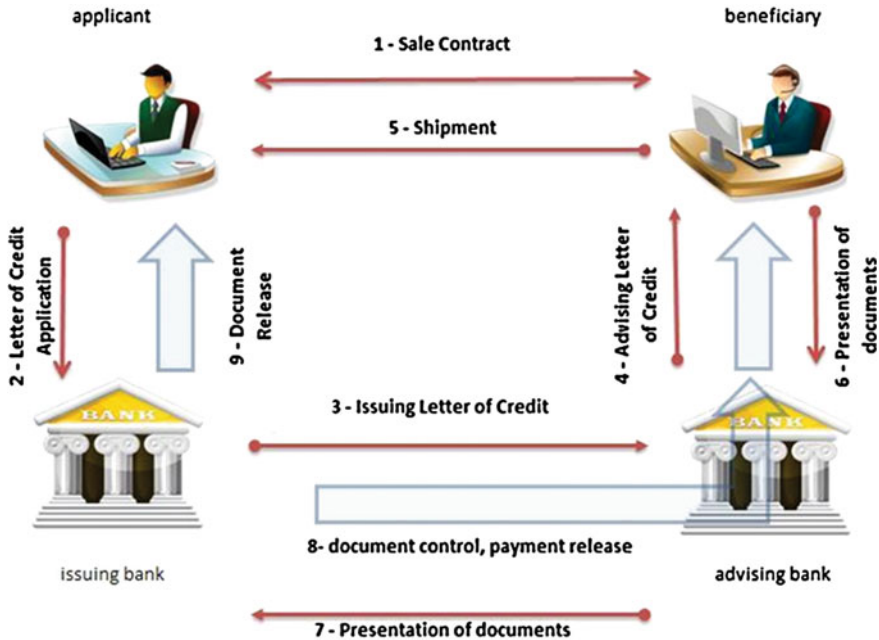 applicant
beneficiary
1 - Sale Contract
5 - Shipment
2 - Letter of Credit
Application
9 - Document
Release
4 - Advising Letter
of Credit
6 - Presentation of
documents
BANK
3 - Issuing Letter of Credit
BANK
8- document control, payment release
issuing bank
advising bank
7 - Presentation of documents